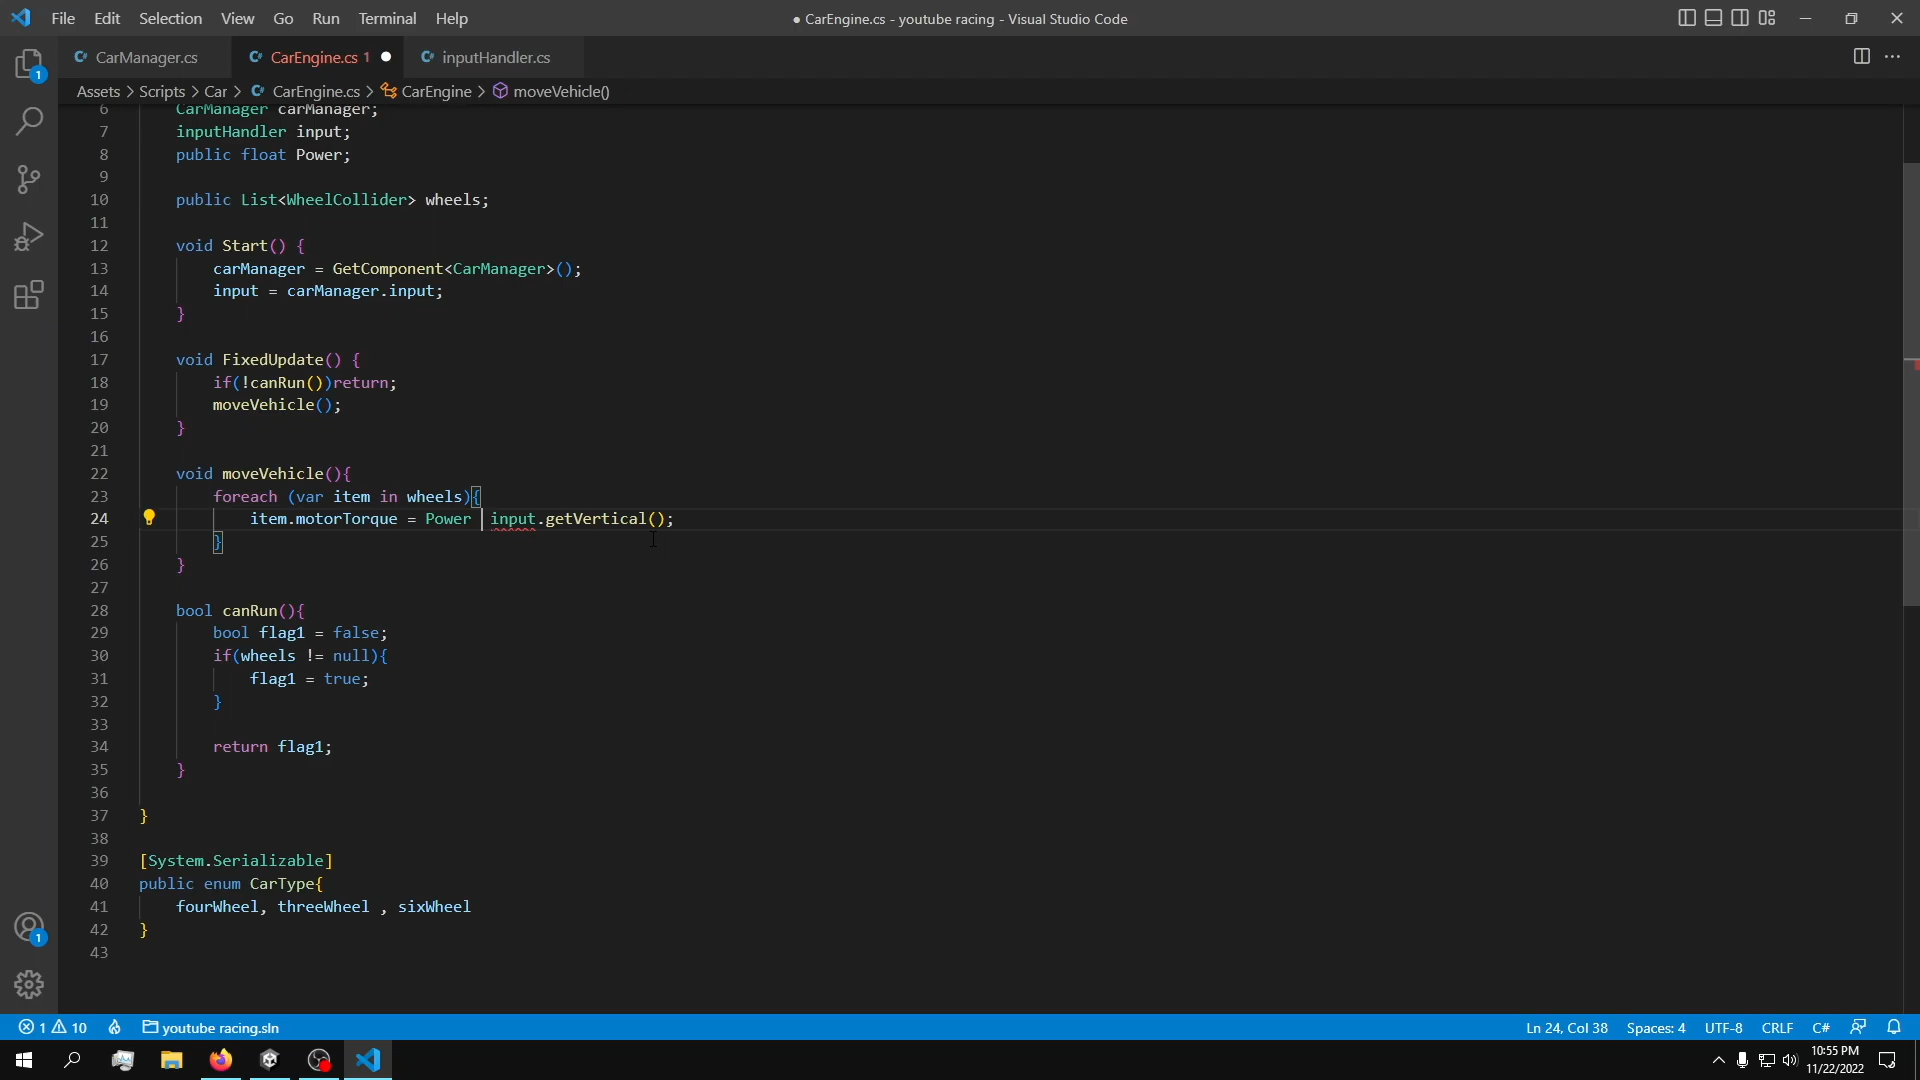 File Edit Selection View Go Run Terminal Help
● CarEngine.cs - youtube racing - Visual Studio Code
CarManager.cs
CarEngine.cs 1
inputHandler.cs
Assets > Scripts > Car > CarEngine.cs > CarEngine > moveVehicle()
6 CarManager carManager;
7 inputHandler input;
8 public float Power;
9
10 public List<WheelCollider> wheels;
11
12 void Start() {
13 carManager = GetComponent<CarManager>();
14 input = carManager.input;
15 }
16
17 void FixedUpdate() {
18 if(!canRun())return;
19 moveVehicle();
20 }
21
22 void moveVehicle(){
23 foreach (var item in wheels){
24 item.motorTorque = Power  input.getVertical();
25 }
26 }
27
28 bool canRun(){
29 bool flag1 = false;
30 if(wheels != null){
31 flag1 = true;
32 }
33
34 return flag1;
35 }
36
37 }
38
39 [System.Serializable]
40 public enum CarType{
41 fourWheel, threeWheel , sixWheel
42 }
43
1
1
1 10 youtube racing.sln
Ln 24, Col 38 Spaces: 4 UTF-8 CRLF C#
10:55 PM
11/22/2022